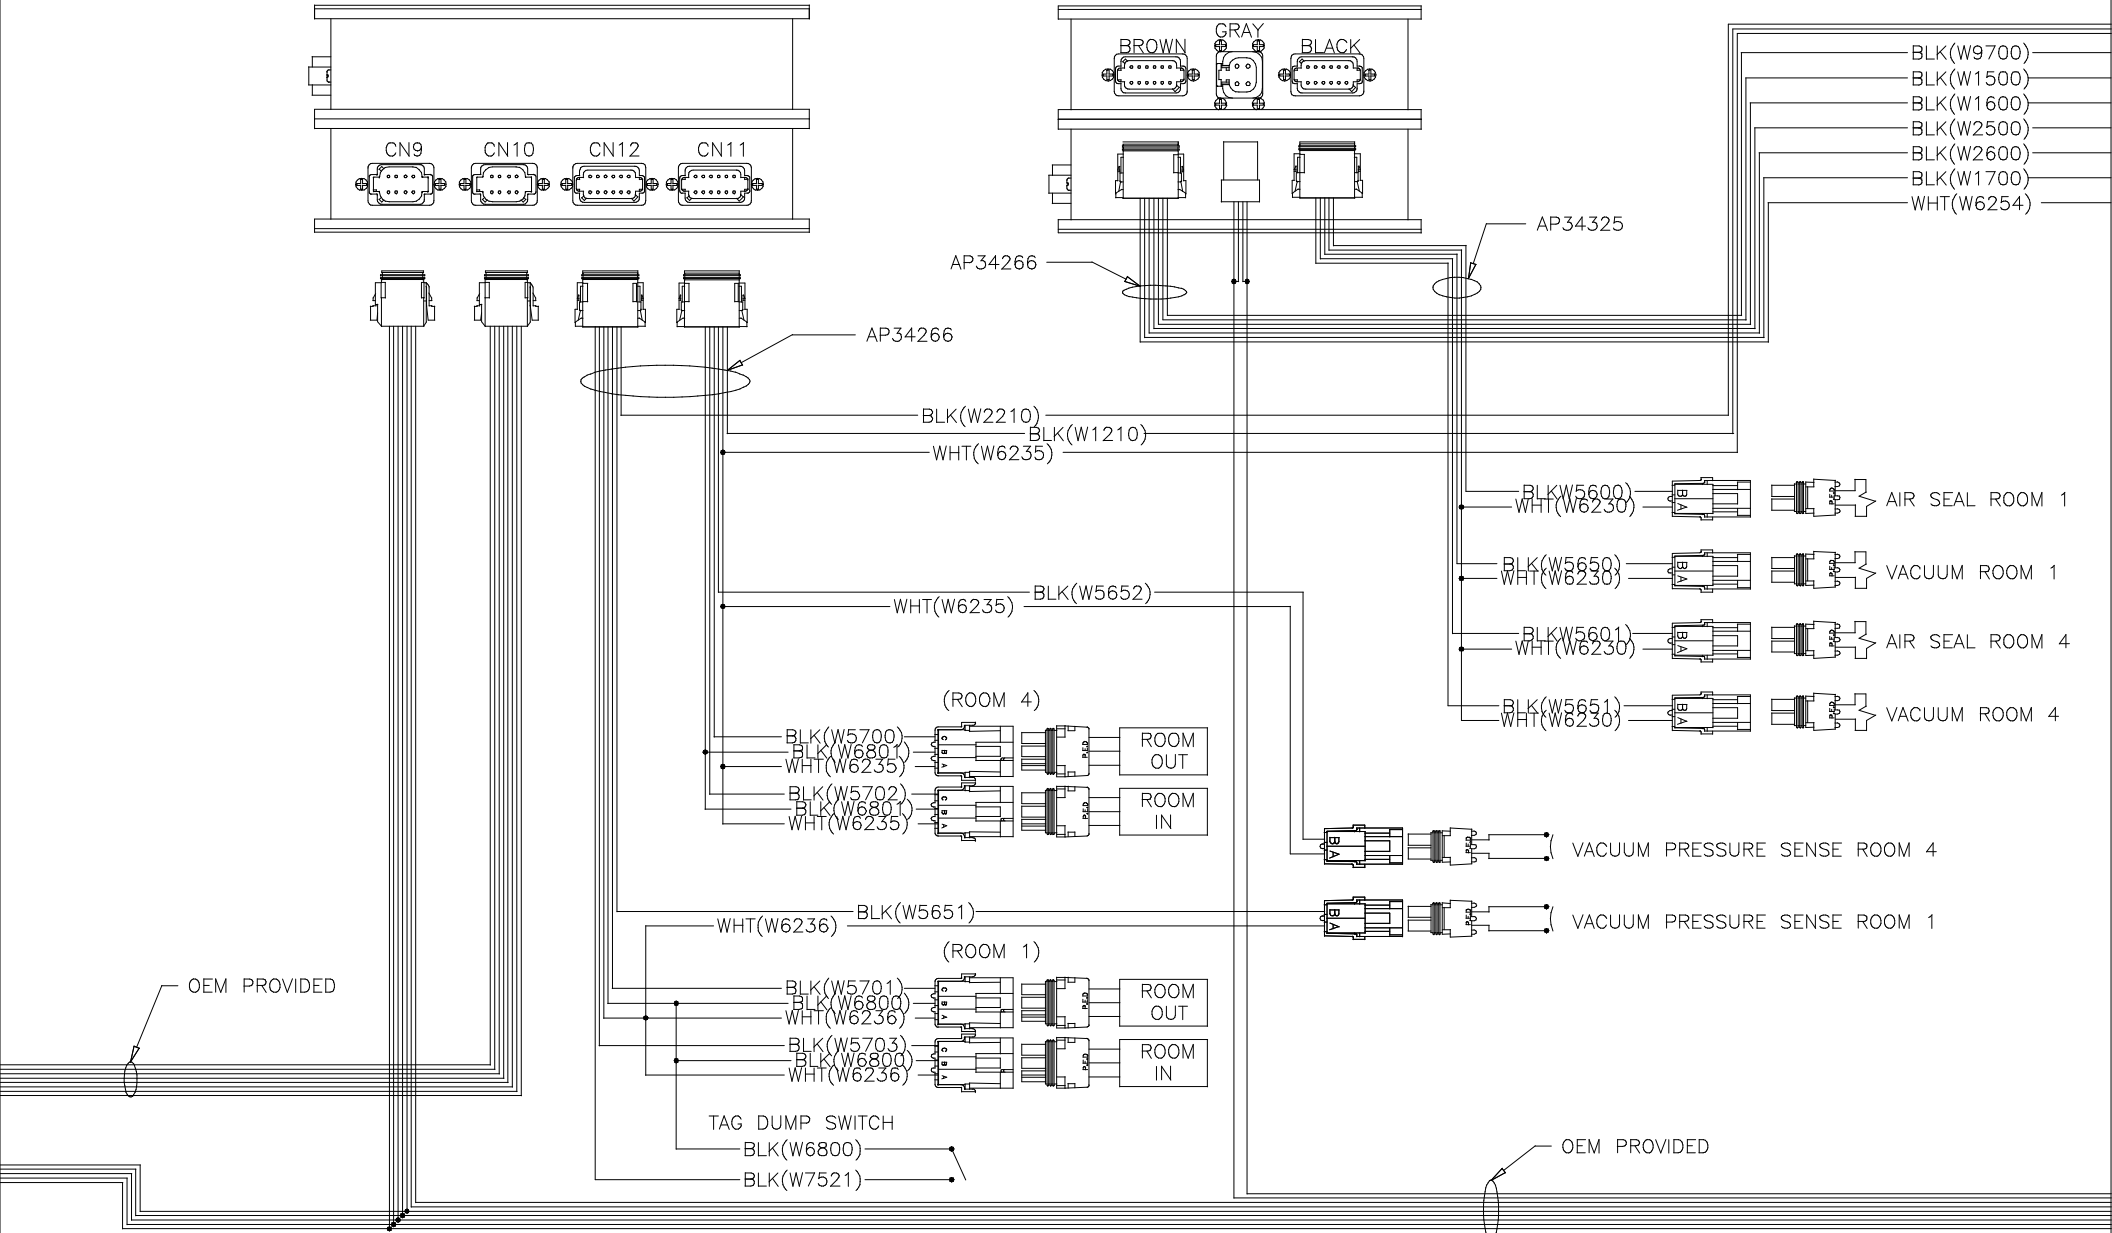 GRAY
BROWN
BLACK
BLK(W9700)
BLK(W1500)
BLK(W1600)
BLK(W2500)
BLK(W2600)
BLK(W1700)
WHT(W6254)
CN9
CN10
CN12
CN11
AP34325
AP34266
AP34266
BLK(W2210)
BLK(W1210)
WHT(W6235)
BLKW5600)
WHT(W6230)
B
A
P.E.D
AIR SEAL ROOM 1
BLK(W5650)
WHT(W6230)
B
A
P.E.D
VACUUM ROOM 1
BLK(W5652)
WHT(W6235)
BLKW5601)
WHT(W6230)
B
A
P.E.D
AIR SEAL ROOM 4
BLK(W5651)
WHT(W6230)
B
A
P.E.D
VACUUM ROOM 4
(ROOM 4)
BLK(W5700)
BLK(W6801)
WHT(W6235)
C
B
A
P.E.D
ROOM
OUT
BLK(W5702)
BLK(W6801)
WHT(W6235)
C
B
A
P.E.D
ROOM
IN
B
A
P.E.D
VACUUM PRESSURE SENSE ROOM 4
BLK(W5651)
WHT(W6236)
B
A
P.E.D
VACUUM PRESSURE SENSE ROOM 1
(ROOM 1)
BLK(W5701)
BLK(W6800)
WHT(W6236)
C
B
A
P.E.D
ROOM
OUT
BLK(W5703)
BLK(W6800)
WHT(W6236)
C
B
A
P.E.D
ROOM
IN
OEM PROVIDED
TAG DUMP SWITCH
BLK(W6800)
BLK(W7521)
OEM PROVIDED